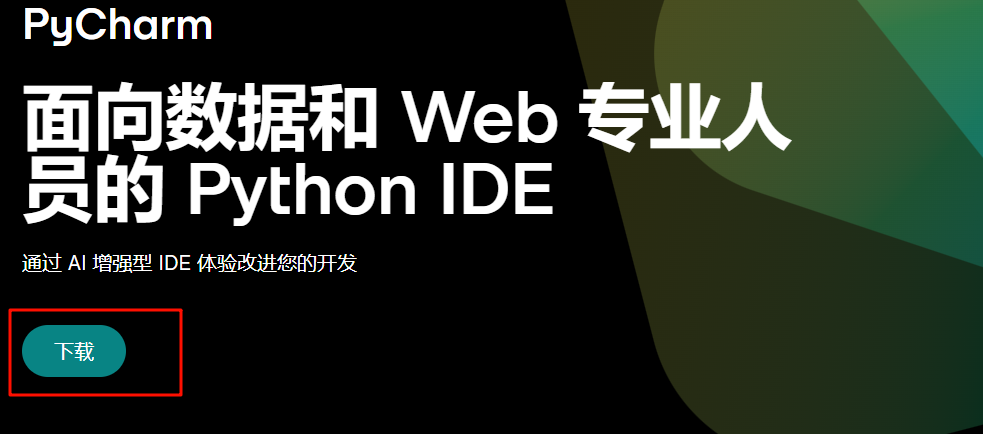 PyCharm
面向数据和 Web 专业人
员的 Python IDE
通过 AI 增强型 IDE 体验改进您的开发
下载